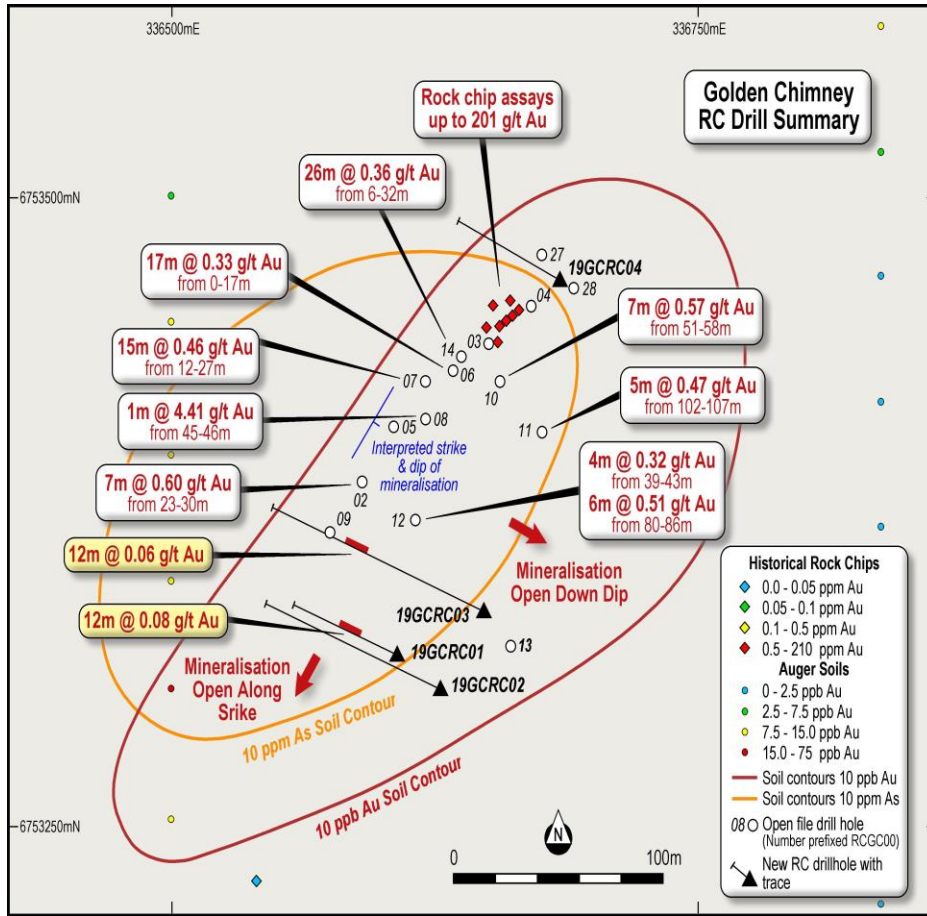 336500mE
336750mE
Golden Chimney
RC Drill Summary
Rock chip assays
up to 201 g/t Au
26m @ 0.36 g/t Au
from 6-32m
6753500mN
27
19GCRC04
28
17m @ 0.33 g/t Au
from 0-17m
04
7m @ 0.57 g/t Au
from 51-58m
15m @ 0.46 g/t Au
from 12-27m
03
14
06
07
10
5m @ 0.47 g/t Au
from 102-107m
1m @ 4.41 g/t Au
from 45-46m
05
08
11
Interpreted strike
& dip of
mineralisation
4m @ 0.32 g/t Au
from 39-43m
6m @ 0.51 g/t Au
from 80-86m
7m @ 0.60 g/t Au
from 23-30m
02
12
09
12m @ 0.06 g/t Au
Mineralisation
Open Down Dip
12m @ 0.08 g/t Au
19GCRC03
13
19GCRC01
19GCRC02
Mineralisation
Open Along
Srike
10 ppm As Soil Contour
10 ppb Au Soil Contour
6753250mN
N
0
100m
Historical Rock Chips
0.0 - 0.05 ppm Au
0.05 - 0.1 ppm Au
0.1 - 0.5 ppm Au
0.5 - 210 ppm Au
Auger Soils
0 - 2.5 ppb Au
2.5 - 7.5 ppb Au
7.5 - 15.0 ppb Au
15.0 - 75 ppb Au
Soil contours 10 ppb Au
Soil contours 10 ppm As
08 Open file drill hole
(Number prefixed RCGC00)
New RC drillhole with
trace